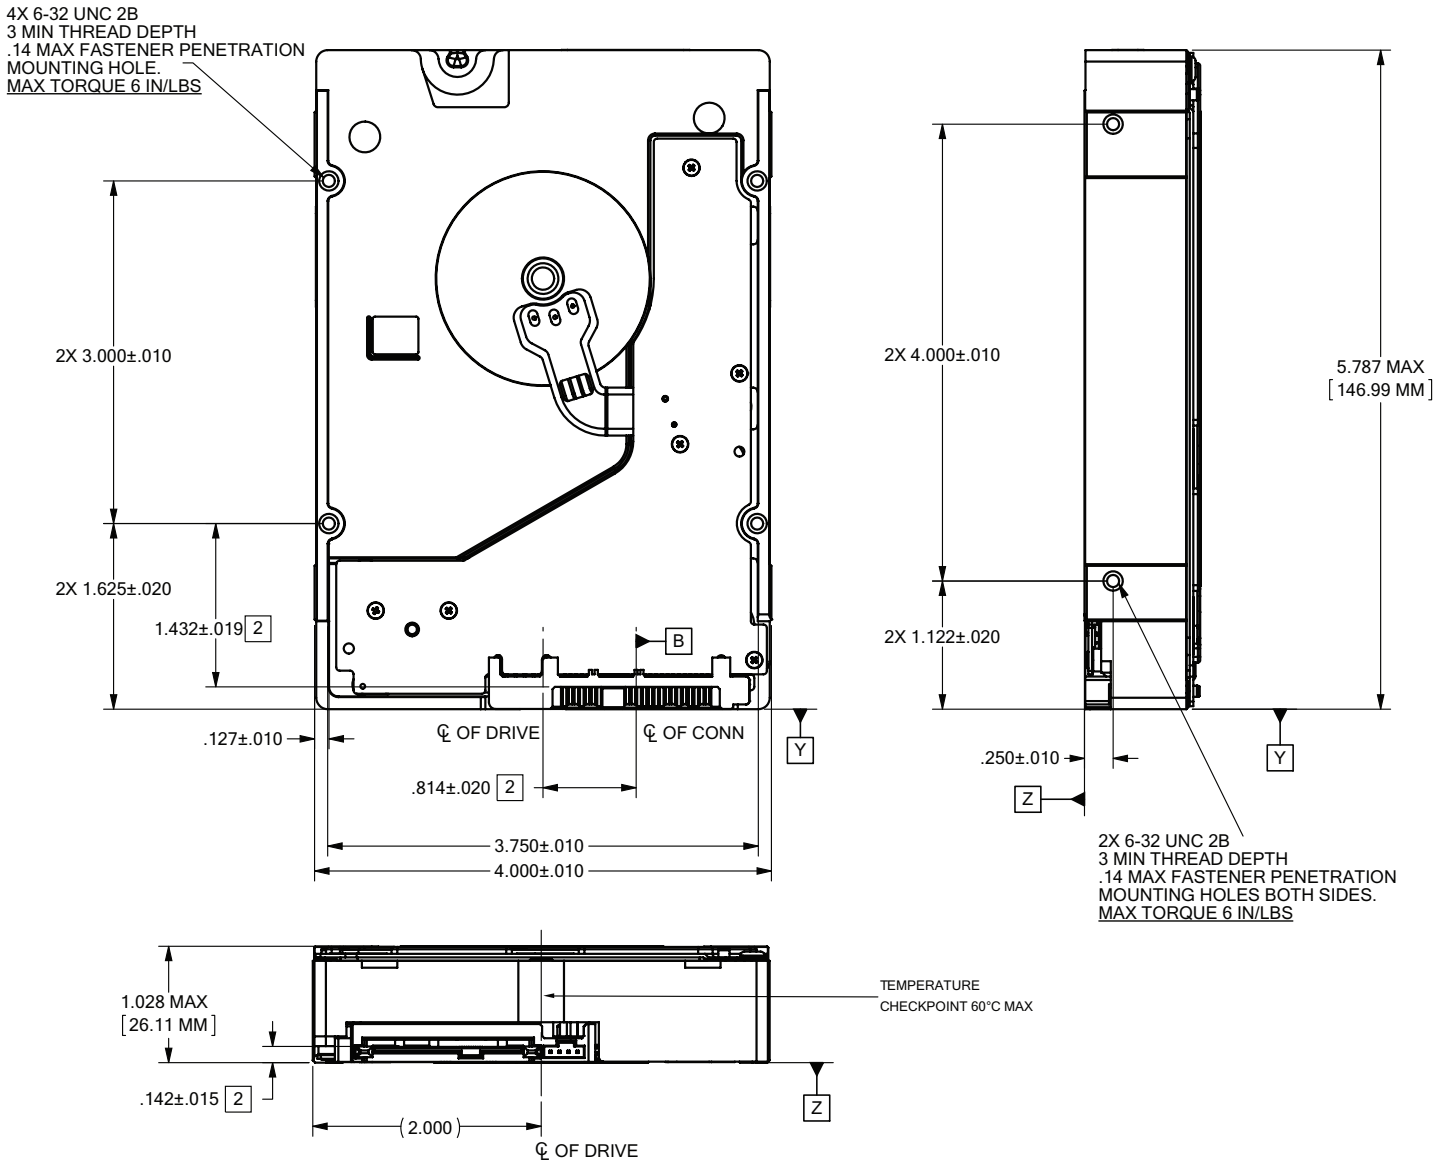 4X 6-32 UNC 2B
3 MIN THREAD DEPTH
.14 MAX FASTENER PENETRATION
MOUNTING HOLE.
MAX TORQUE 6 IN/LBS
2X 3.000±.010
2X 1.625±.020
1.432±.019 2
B
℄ OF DRIVE
℄ OF CONN
Y
.127±.010
.814±.020 2
3.750±.010
4.000±.010
2X 4.000±.010
5.787 MAX
[146.99 MM]
2X 1.122±.020
.250±.010
Y
Z
2X 6-32 UNC 2B
3 MIN THREAD DEPTH
.14 MAX FASTENER PENETRATION
MOUNTING HOLES BOTH SIDES.
MAX TORQUE 6 IN/LBS
1.028 MAX
[26.11 MM]
TEMPERATURE
CHECKPOINT 60°C MAX
.142±.015 2
Z
(2.000)
℄ OF DRIVE